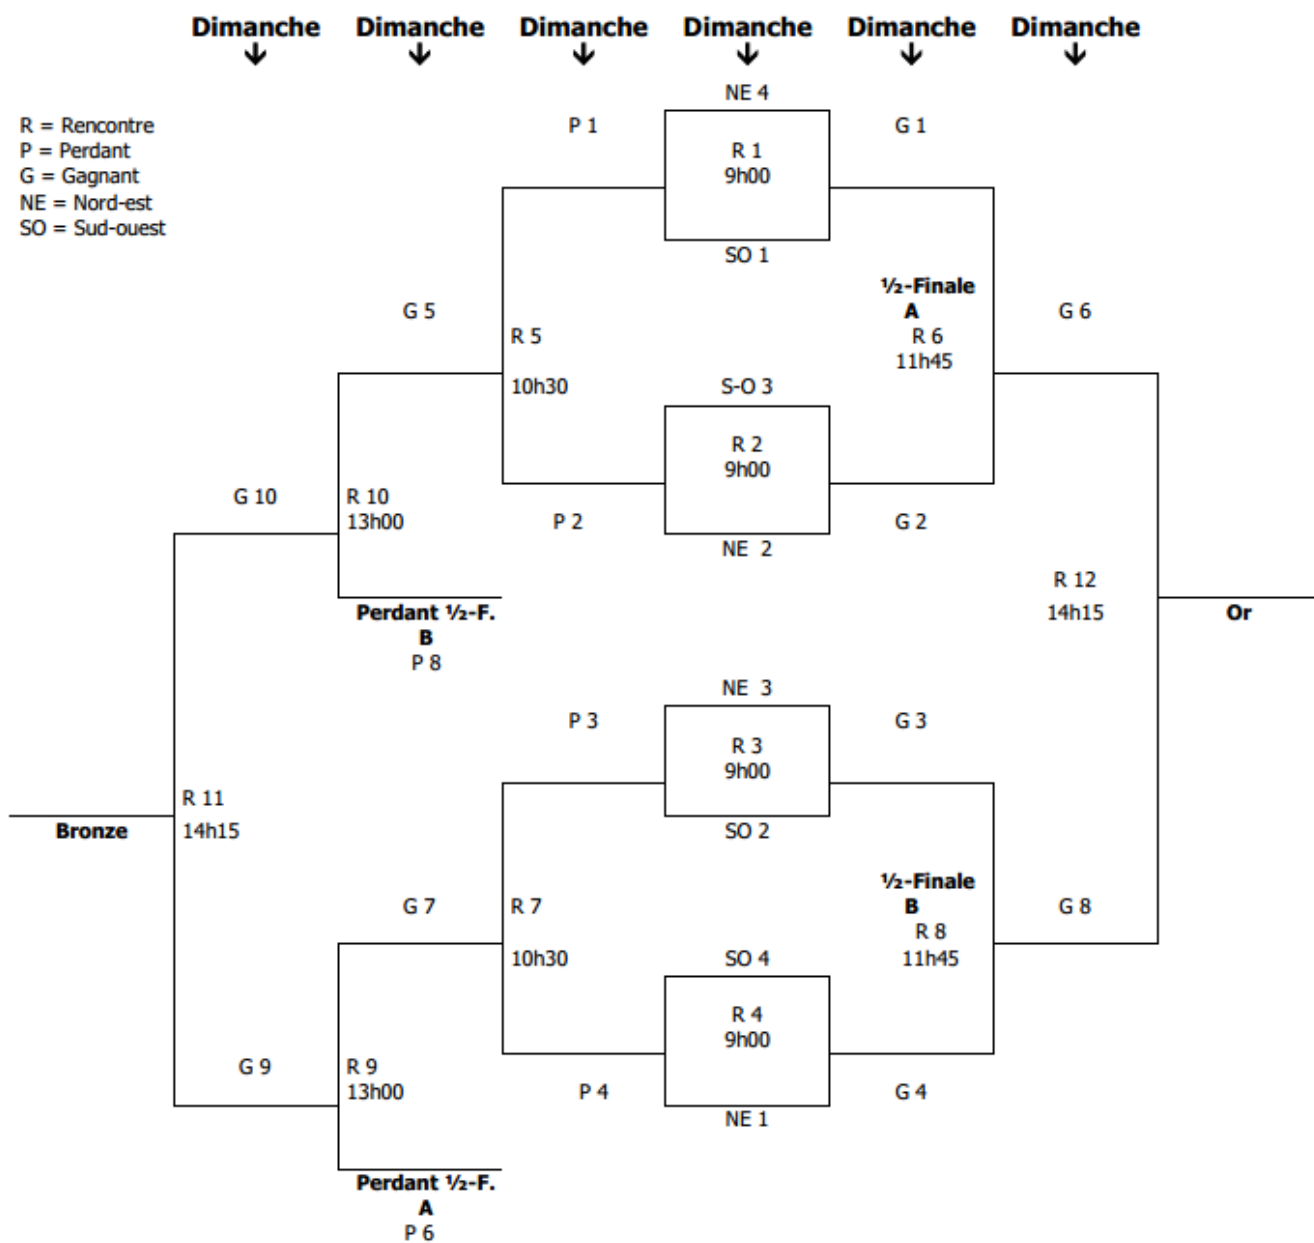 Dimanche Dimanche Dimanche Dimanche Dimanche Dimanche
NE 4
R = Rencontre
P = Perdant
G = Gagnant
NE = Nord-est
SO = Sud-ouest
P 1
G 1
R 1
9h00
SO 1
½-Finale
A
R 6
11h45
G 5
G 6
R 5
10h30
S-O 3
R 2
9h00
NE 2
P 2
G 2
G 10
R 10
13h00
Perdant ½-F.
B
P 8
R 12
14h15
Or
NE 3
P 3
G 3
R 3
9h00
SO 2
R 11
14h15
Bronze
½-Finale
B
R 8
11h45
G 7
G 8
R 7
10h30
SO 4
R 4
9h00
NE 1
P 4
G 4
G 9
R 9
13h00
Perdant ½-F.
A
P 6